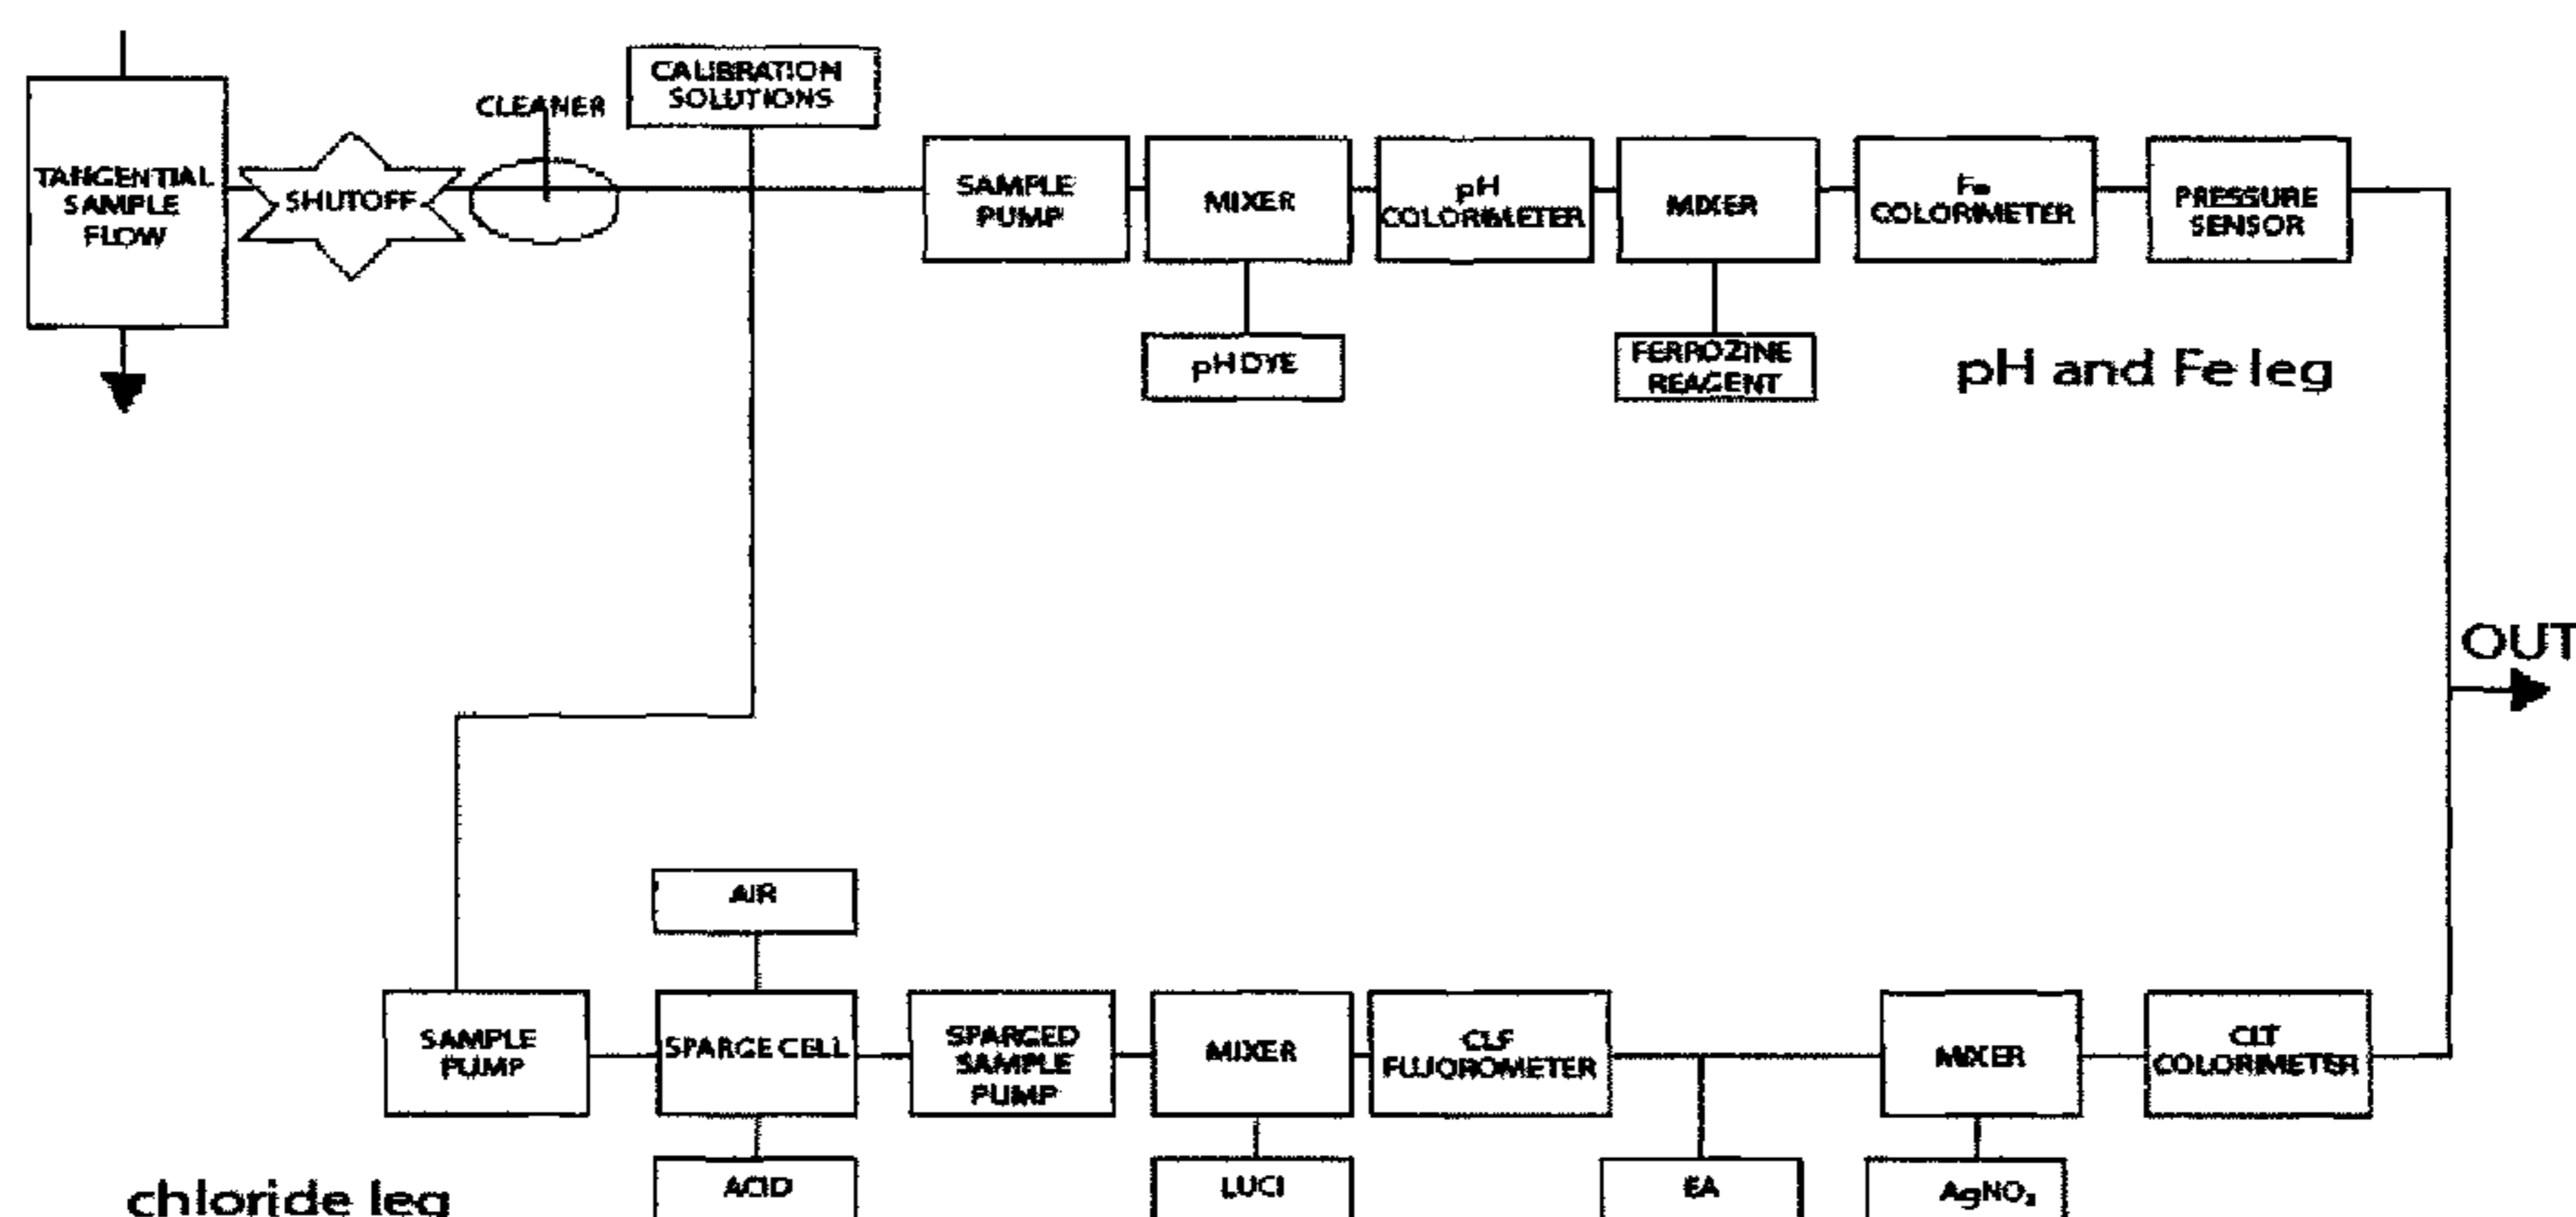 CALIBRATION
SOLUTIONS
CLEANER
TANGENTIAL
SAMPLE
FLOW
SHUTOFF
SAMPLE
PUMP
MIXER
pH
COLORIMETER
MIXER
Fe
COLORIMETER
PRESSURE
SENSOR
pH DYE
FERROZINE
REAGENT
pH and Fe leg
OUT
AIR
SAMPLE
PUMP
SPARGE CELL
SPARGED
SAMPLE
PUMP
MIXER
CLF
FLUOROMETER
MIXER
CLT
COLORIMETER
chloride leg
ACID
LUCI
EA
AgNO₃